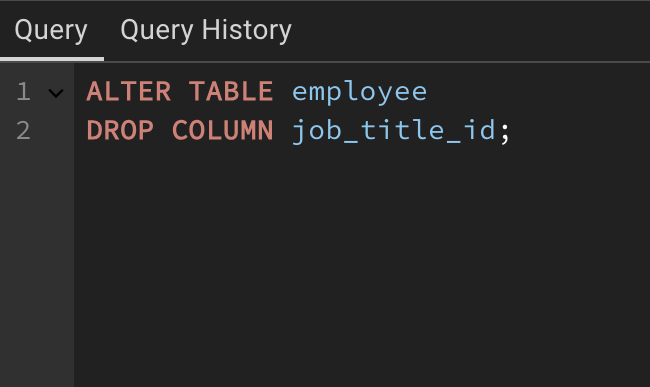 Query Query History
1 ALTER TABLE employee
2 DROP COLUMN job_title_id;